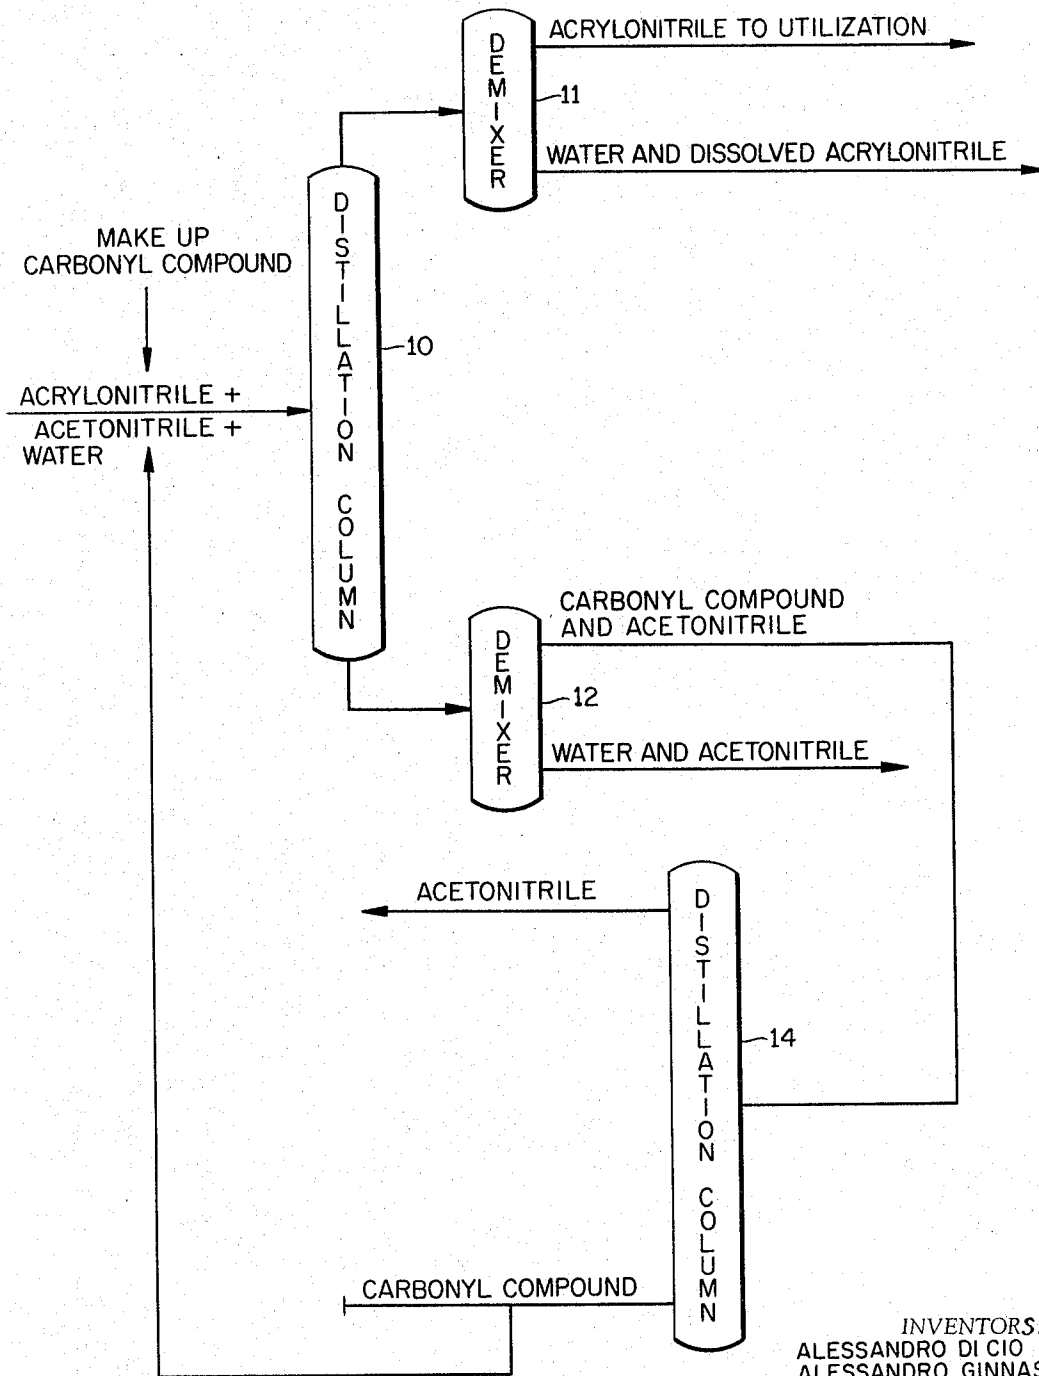 ACRYLONITRILE TO UTILIZATION
DEMIXER
11
WATER AND DISSOLVED ACRYLONITRILE
MAKE UP
CARBONYL COMPOUND
DISTILLATION COLUMN
10
ACRYLONITRILE +
ACETONITRILE +
WATER
CARBONYL COMPOUND
AND ACETONITRILE
DEMIXER
12
WATER AND ACETONITRILE
ACETONITRILE
DISTILLATION COLUMN
14
CARBONYL COMPOUND
INVENTORS
ALESSANDRO DI CIO
ALESSANDRO